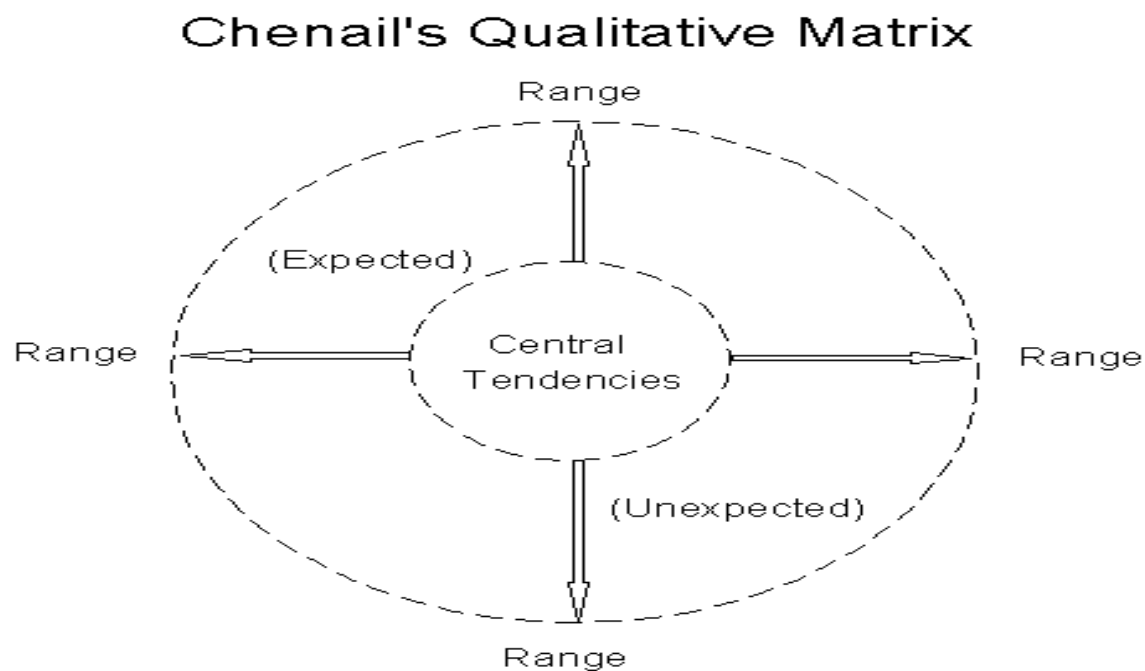 Chenail's Qualitative Matrix
Range
(Expected)
Range
Central
Tendencies
Range
(Unexpected)
Range